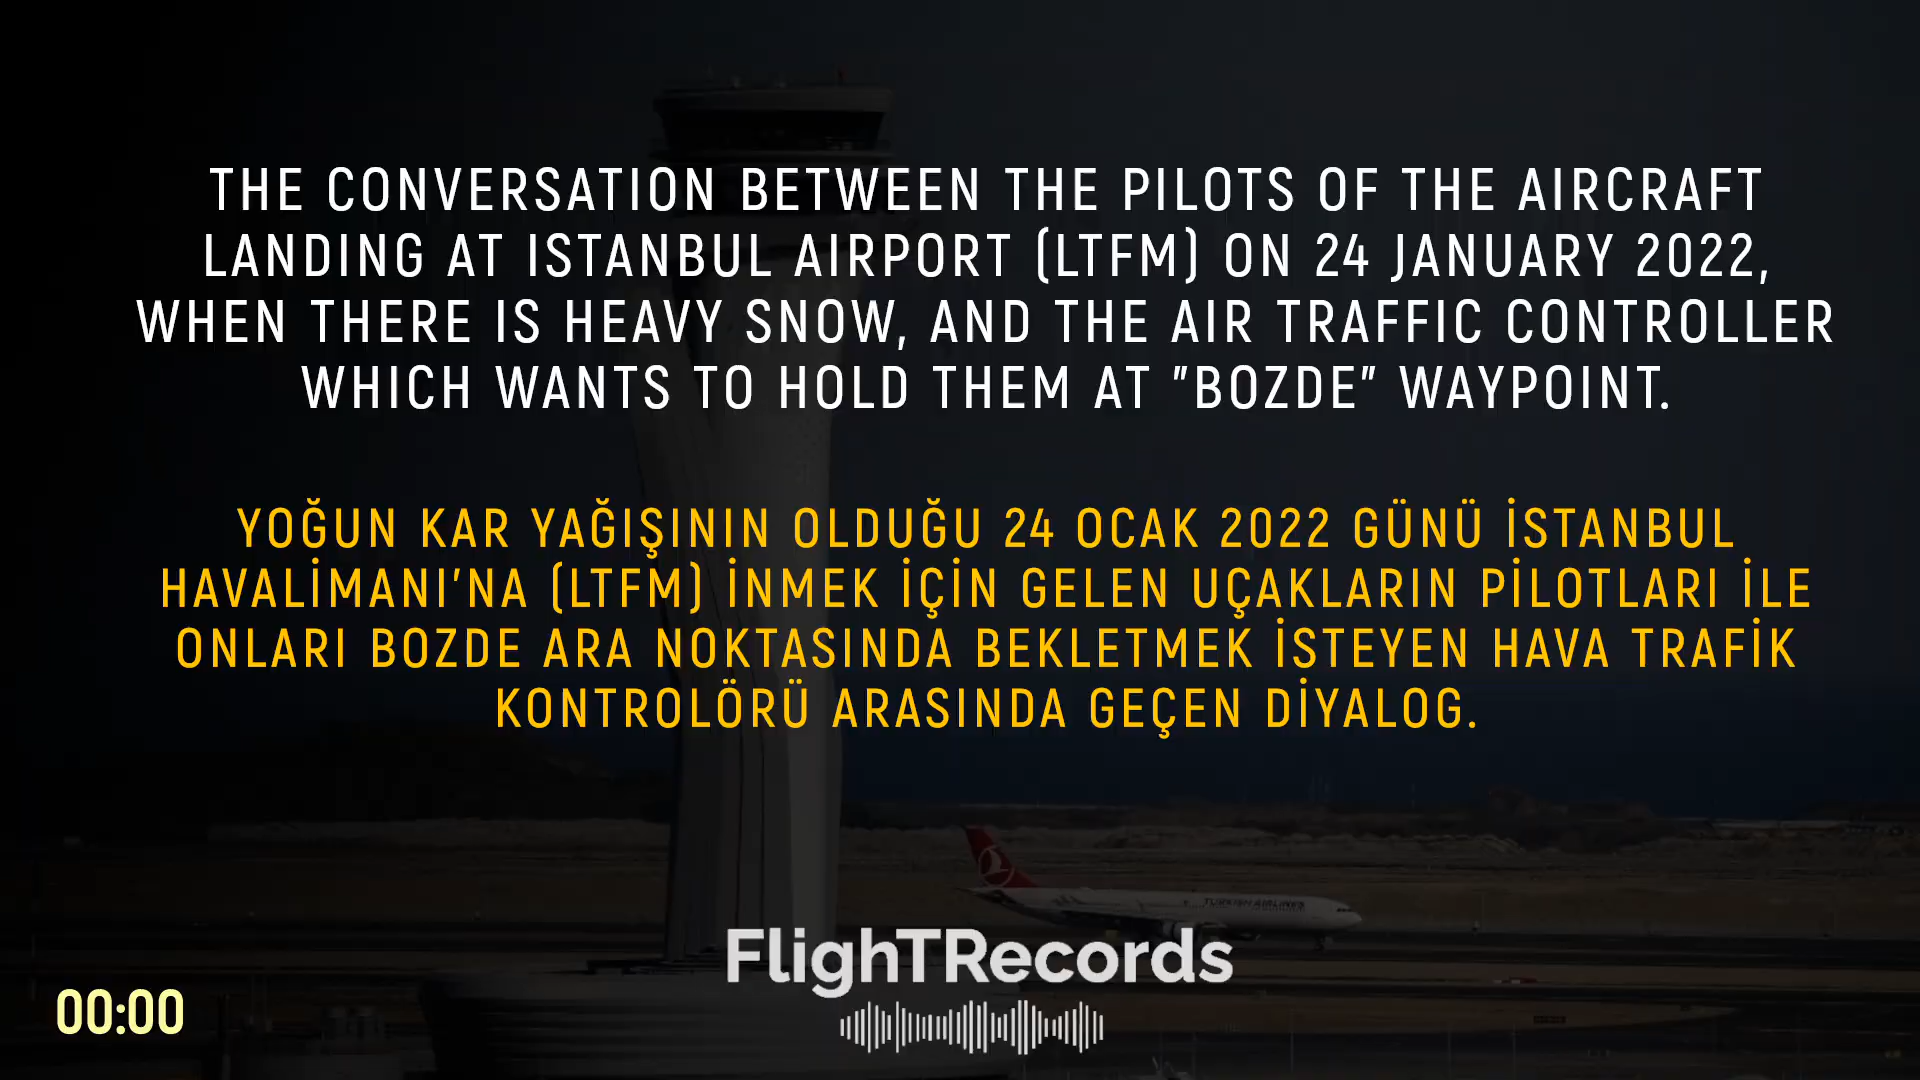 THE CONVERSATION BETWEEN THE PILOTS OF THE AIRCRAFT
LANDING AT ISTANBUL AIRPORT (LTFM) ON 24 JANUARY 2022,
WHEN THERE IS HEAVY SNOW, AND THE AIR TRAFFIC CONTROLLER
WHICH WANTS TO HOLD THEM AT "BOZDE" WAYPOINT.
YOĞUN KAR YAĞIŞININ OLDUĞU 24 OCAK 2022 GÜNÜ İSTANBUL
HAVALİMANI'NA (LTFM) İNMEK İÇİN GELEN UÇAKLARIN PİLOTLARI İLE
ONLARI BOZDE ARA NOKTASINDA BEKLETMEK İSTEYEN HAVA TRAFİK
KONTROLÖRÜ ARASINDA GEÇEN DİYALOG.
TURKISH AIRLINES
FlighTRecords
00:00